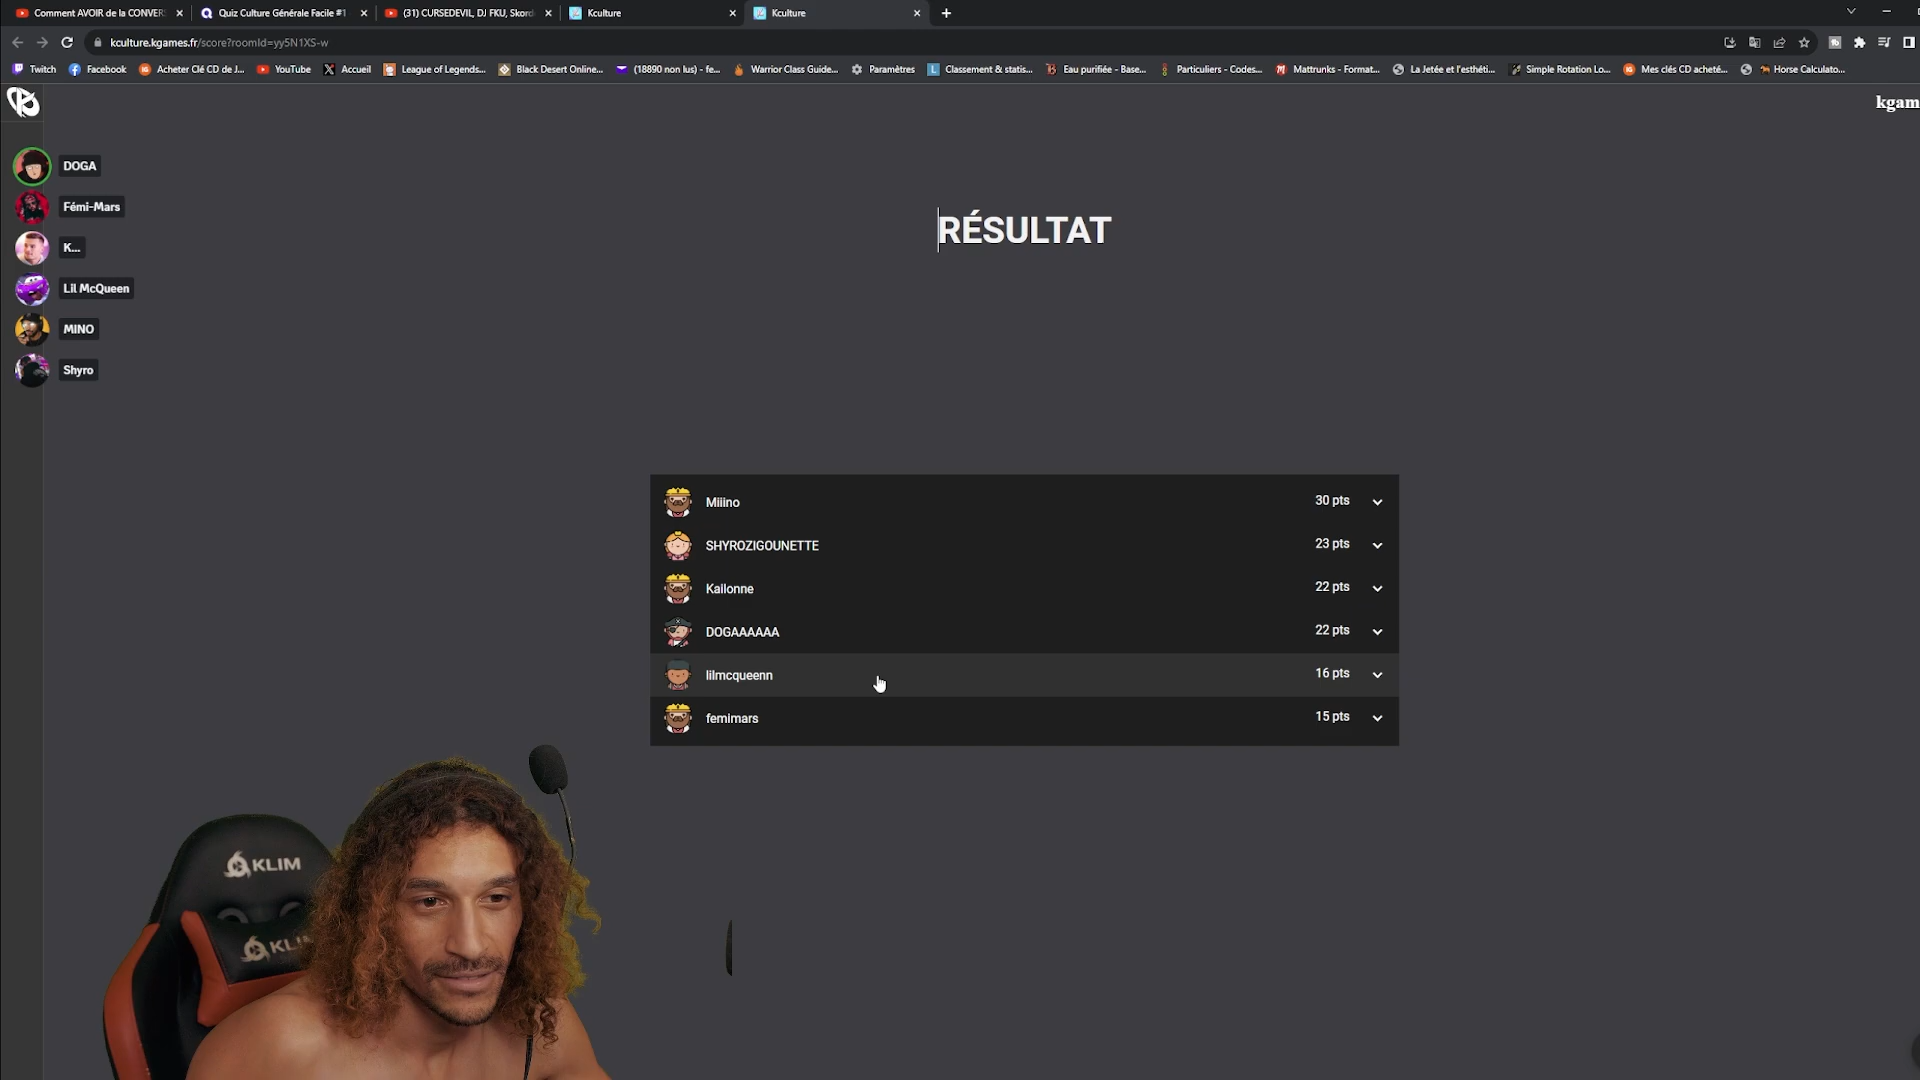 Comment AVOIR de la CONVER
Quiz Culture Générale Facile #1
(31) CURSEDEVIL, DJ FKU, Skord
Kculture
Kculture
kculture.kgames.fr/score?roomId=yy5N1XS-w
Twitch
Facebook
Acheter Clé CD de J...
YouTube
Accueil
League of Legends...
Black Desert Online...
(18890 non lus) - fe...
Warrior Class Guide...
Paramètres
Classement & statis...
Eau purifiée - Base...
Particuliers - Codes...
Mattrunks - Format...
La Jetée et l'esthéti...
Simple Rotation Lo...
Mes clés CD acheté...
Horse Calculato...
kgam
DOGA
Fémi-Mars
K...
Lil McQueen
MINO
Shyro
RÉSULTAT
Miiino 30 pts
SHYROZIGOUNETTE 23 pts
Kailonne 22 pts
DOGAAAAAA 22 pts
lilmcqueenn 16 pts
femimars 15 pts
KLIM
KLI